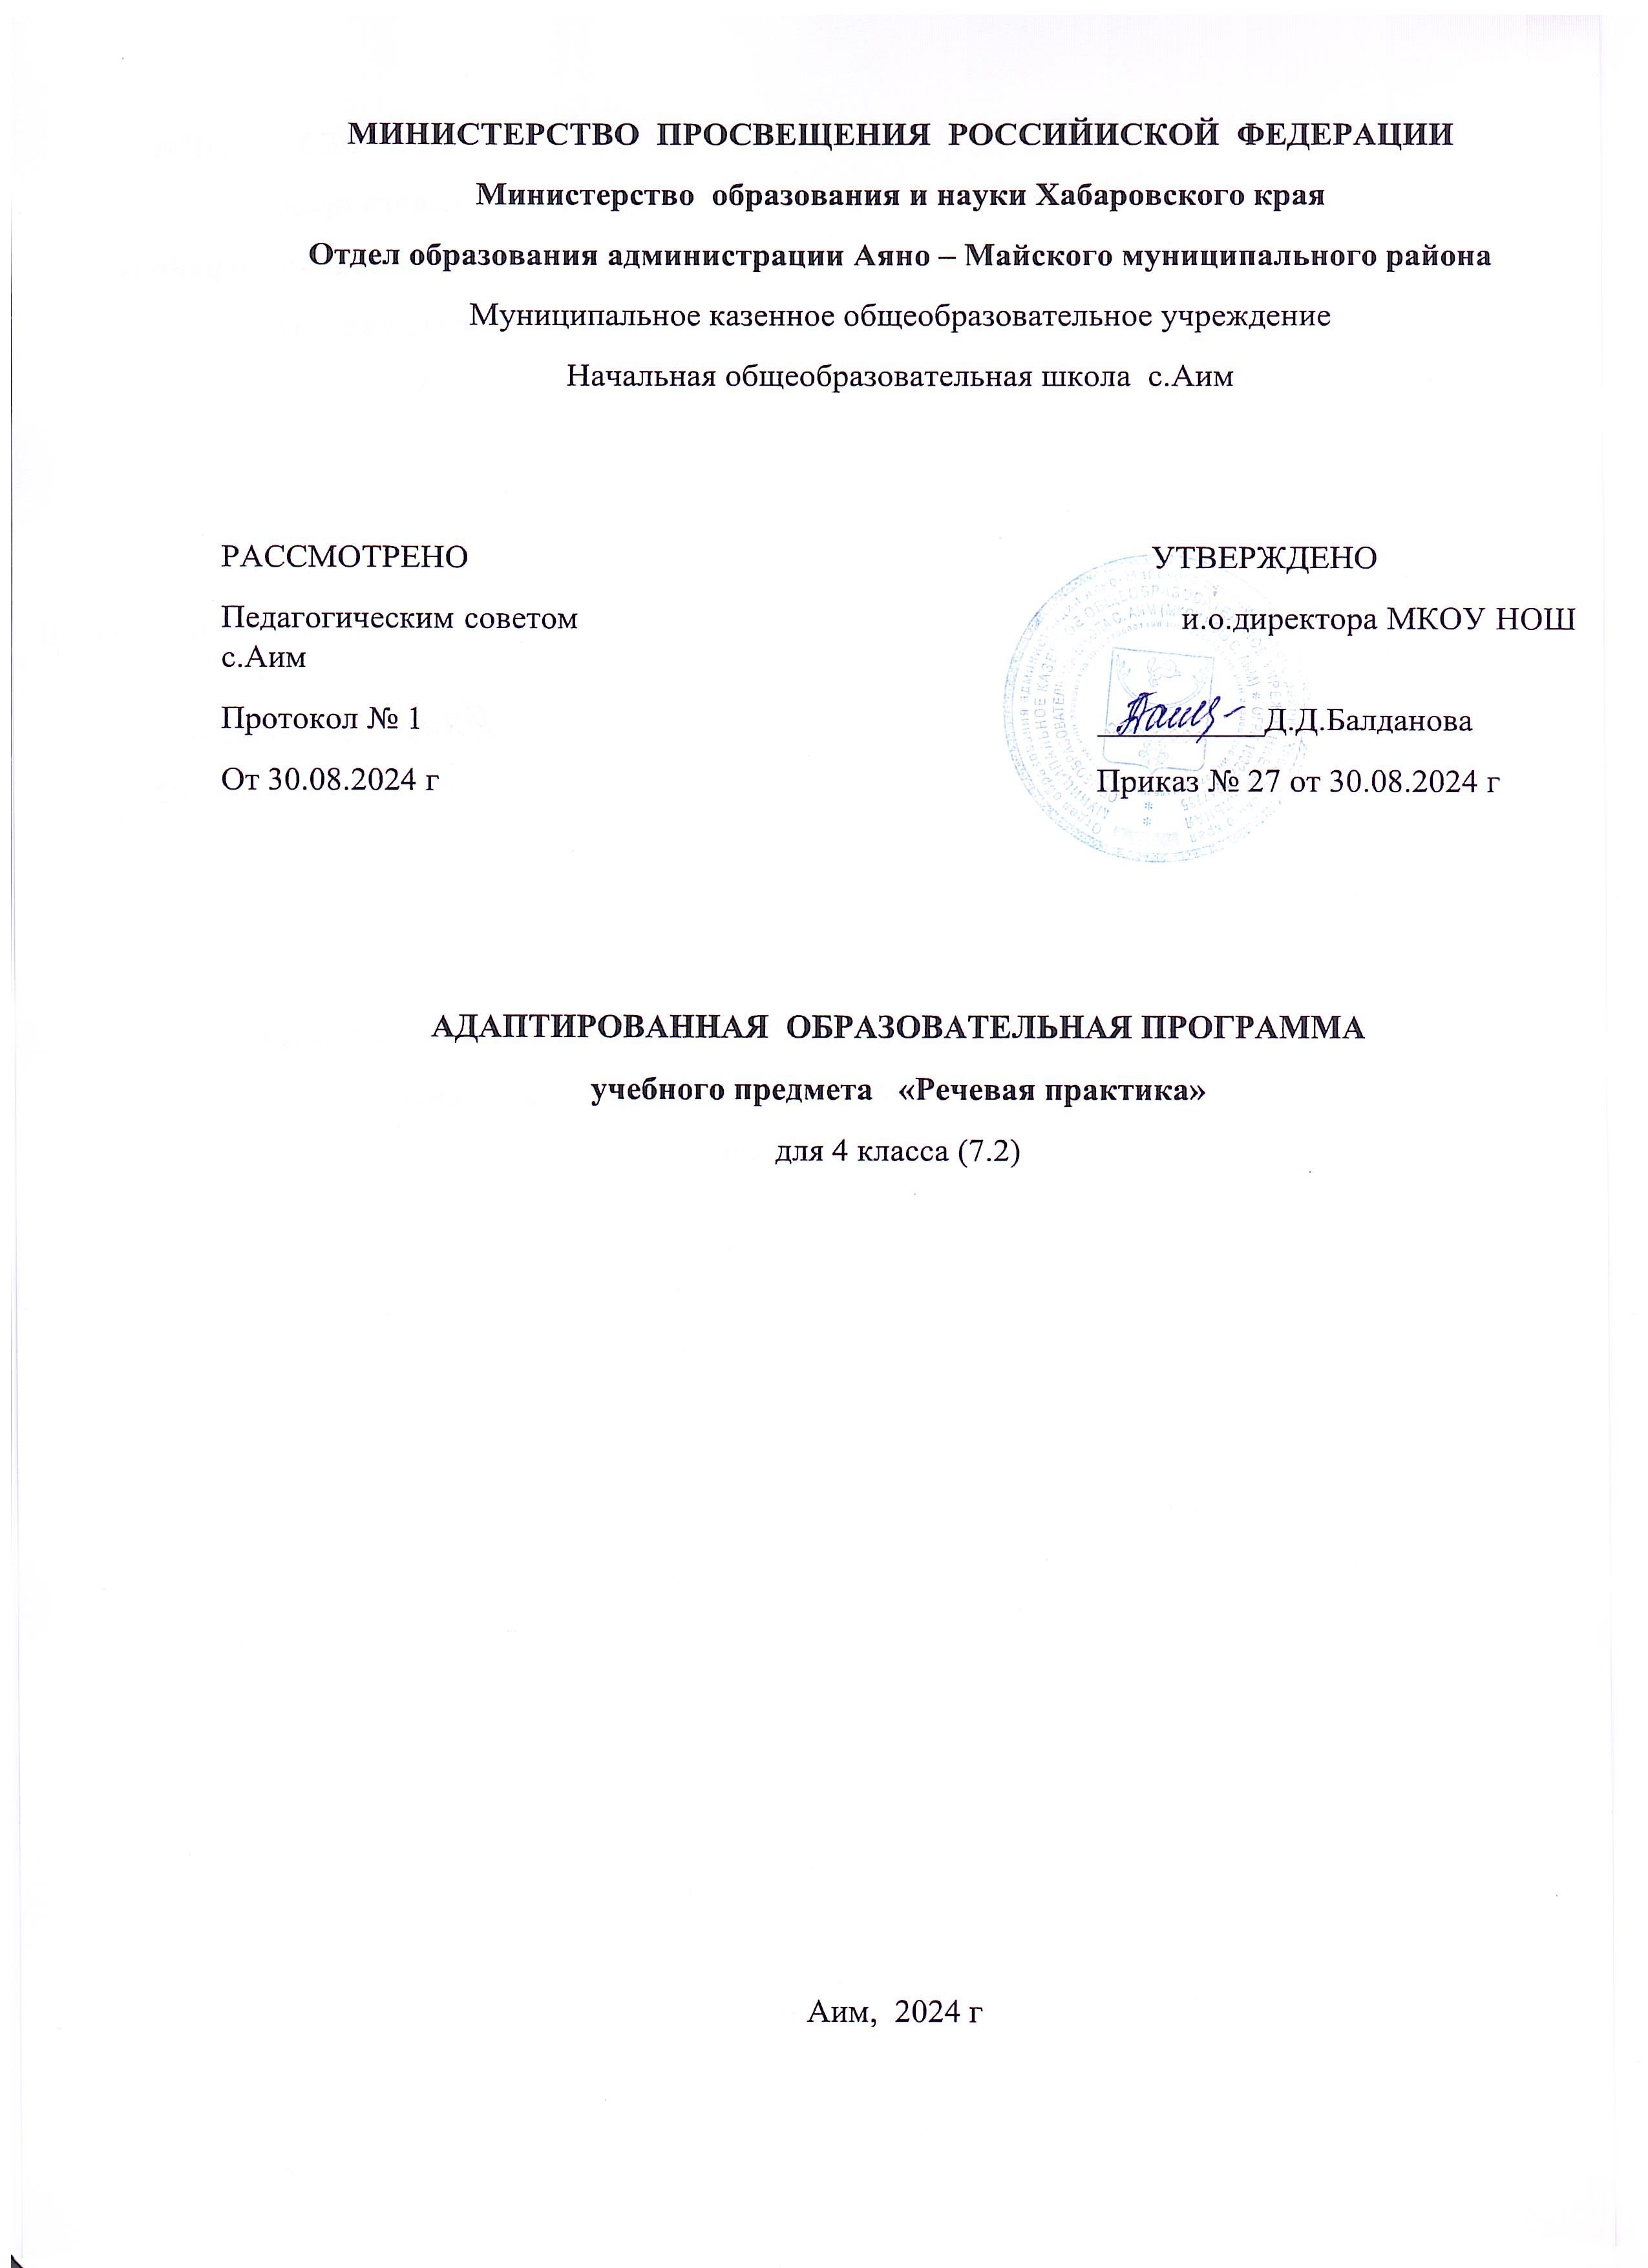 МИНИСТЕРСТВО ПРОСВЕЩЕНИЯ РОССИЙИСКОЙ ФЕДЕРАЦИИ
Министерство образования и науки Хабаровского края
Отдел образования администрации Аяно – Майского муниципального района
Муниципальное казенное общеобразовательное учреждение
Начальная общеобразовательная школа с.Аим
РАССМОТРЕНО УТВЕРЖДЕНО
Педагогическим советом и.о.директора МКОУ НОШ
с.Аим
Протокол № 1 ___________Д.Д.Балданова
От 30.08.2024 г Приказ № 27 от 30.08.2024 г
АДАПТИРОВАННАЯ ОБРАЗОВАТЕЛЬНАЯ ПРОГРАММА
учебного предмета «Речевая практика»
для 4 класса (7.2)
Аим, 2024 г